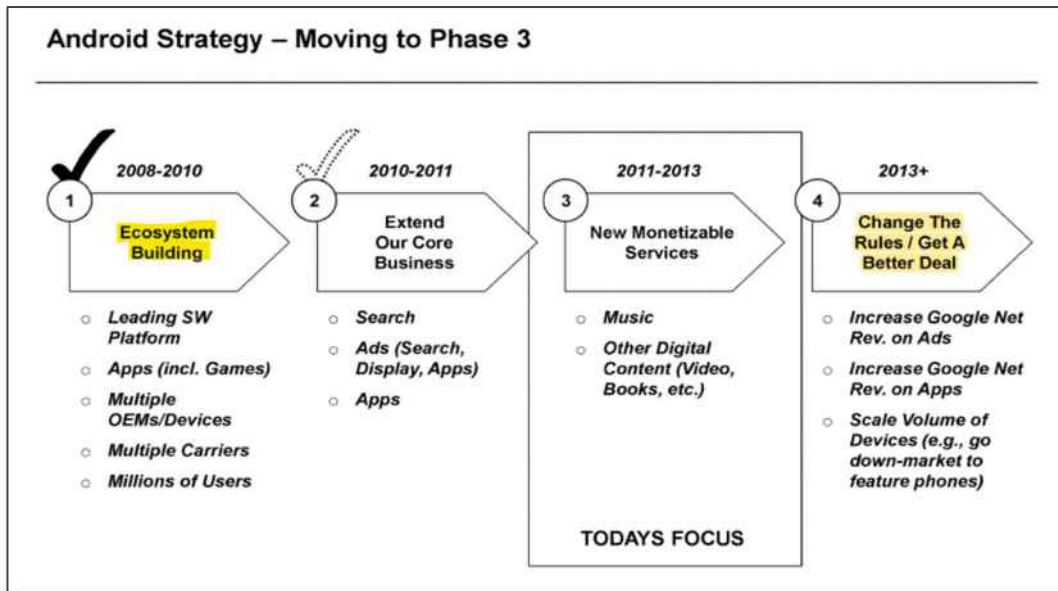 Android Strategy – Moving to Phase 3
1
2008-2010
Ecosystem
Building
o Leading SW
Platform
o Apps (incl. Games)
o Multiple
OEMs/Devices
o Multiple Carriers
o Millions of Users
2
2010-2011
Extend
Our Core
Business
o Search
o Ads (Search,
Display, Apps)
o Apps
3
2011-2013
New Monetizable
Services
o Music
o Other Digital
Content (Video,
Books, etc.)
TODAYS FOCUS
4
2013+
Change The
Rules / Get A
Better Deal
o Increase Google Net
Rev. on Ads
o Increase Google Net
Rev. on Apps
o Scale Volume of
Devices (e.g., go
down-market to
feature phones)